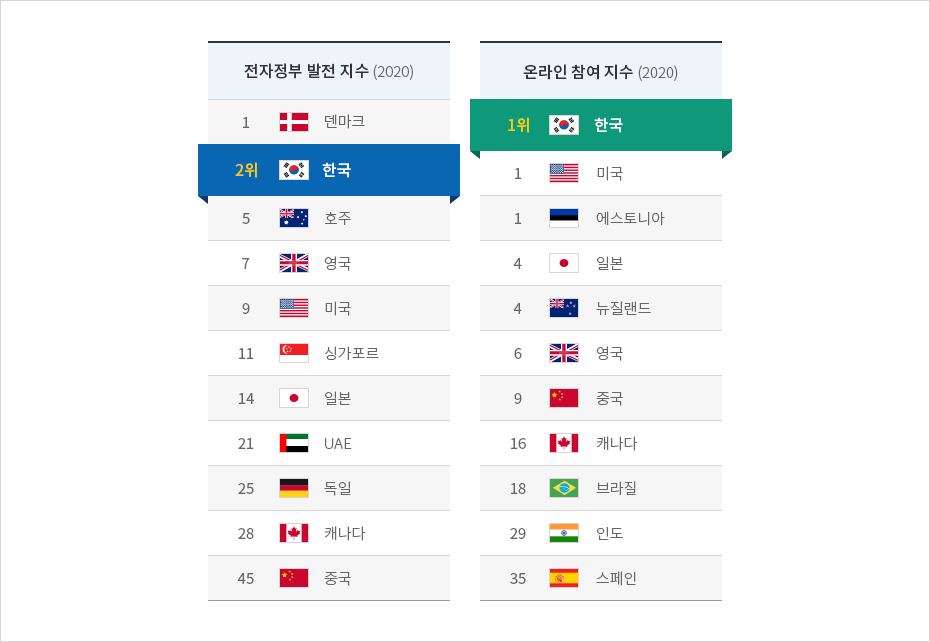 전자정부 발전 지수 (2020)
1 덴마크
2위 한국
5 호주
7 영국
9 미국
11 싱가포르
14 일본
21 UAE
25 독일
28 캐나다
45 중국
온라인 참여 지수 (2020)
1위 한국
1 미국
1 에스토니아
4 일본
4 뉴질랜드
6 영국
9 중국
16 캐나다
18 브라질
29 인도
35 스페인